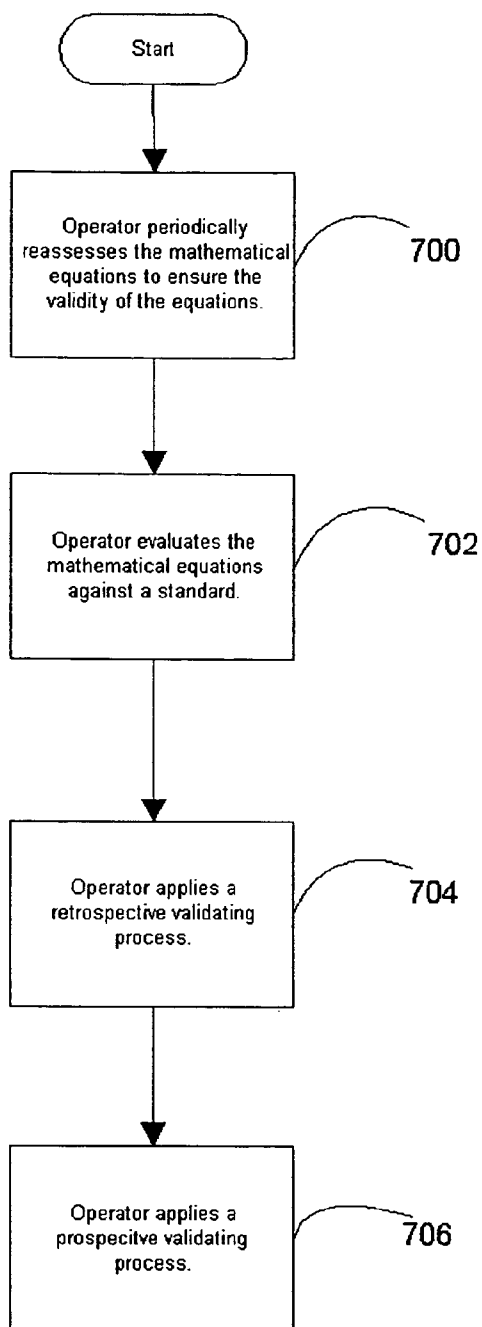 Start
Operator periodically
reassesses the mathematical
equations to ensure the
validity of the equations.
700
Operator evaluates the
mathematical equations
against a standard.
702
Operator applies a
retrospective validating
process.
704
Operator applies a
prospecitve validating
process.
706